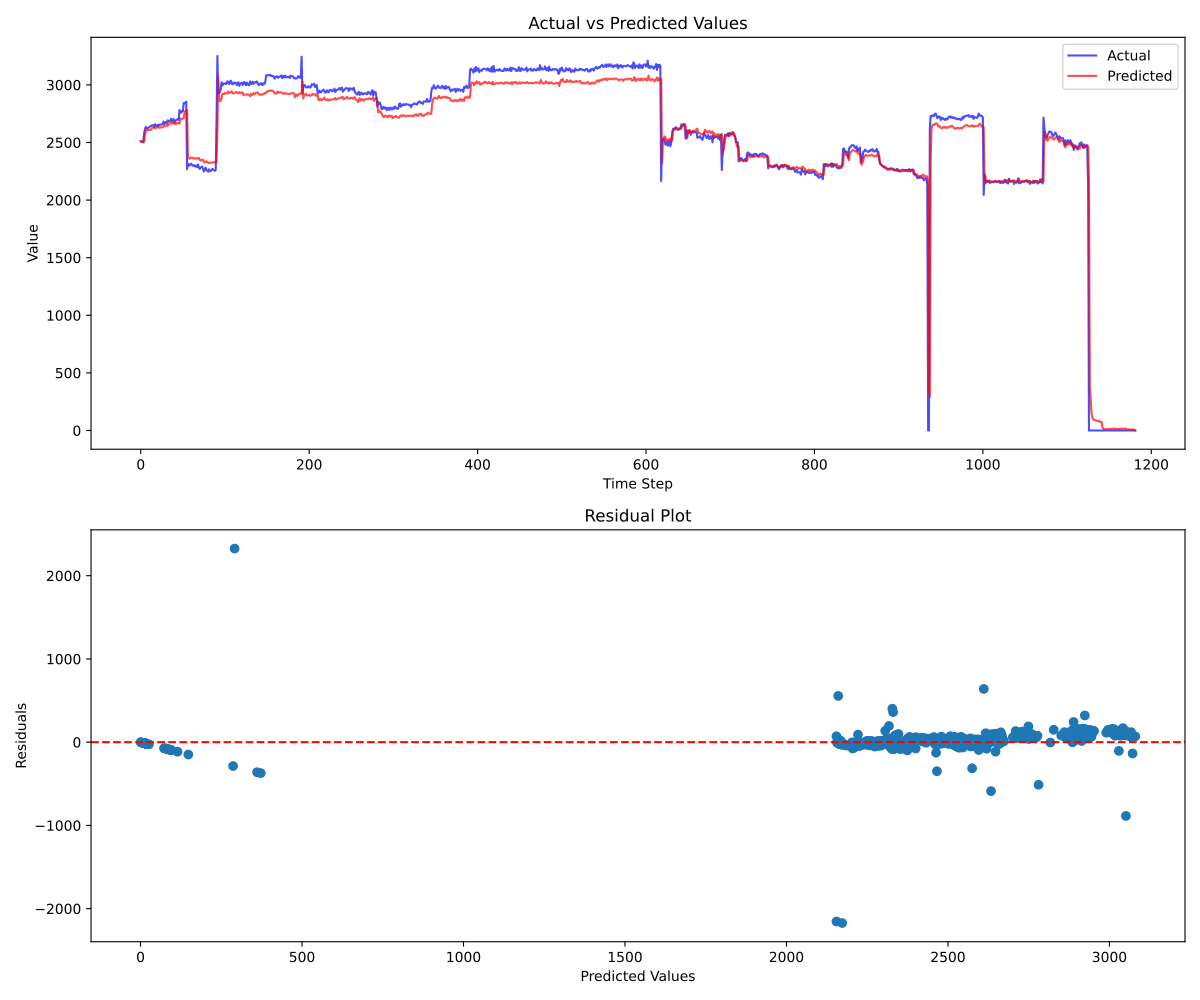 Actual vs Predicted Values
Actual
Predicted
3000
2500
2000
1500
1000
500
0
Value
0 200 400 600 800 1000 1200
Time Step
Residual Plot
2000
1000
0
−1000
−2000
Residuals
0 500 1000 1500 2000 2500 3000
Predicted Values